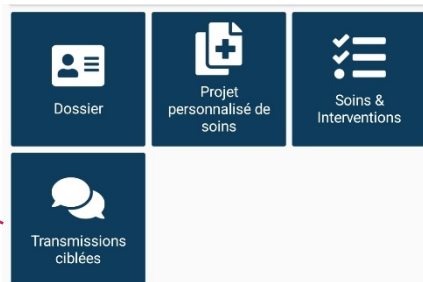 Dossier
Projet
personnalisé de
soins
Soins &
Interventions
Transmissions
ciblées